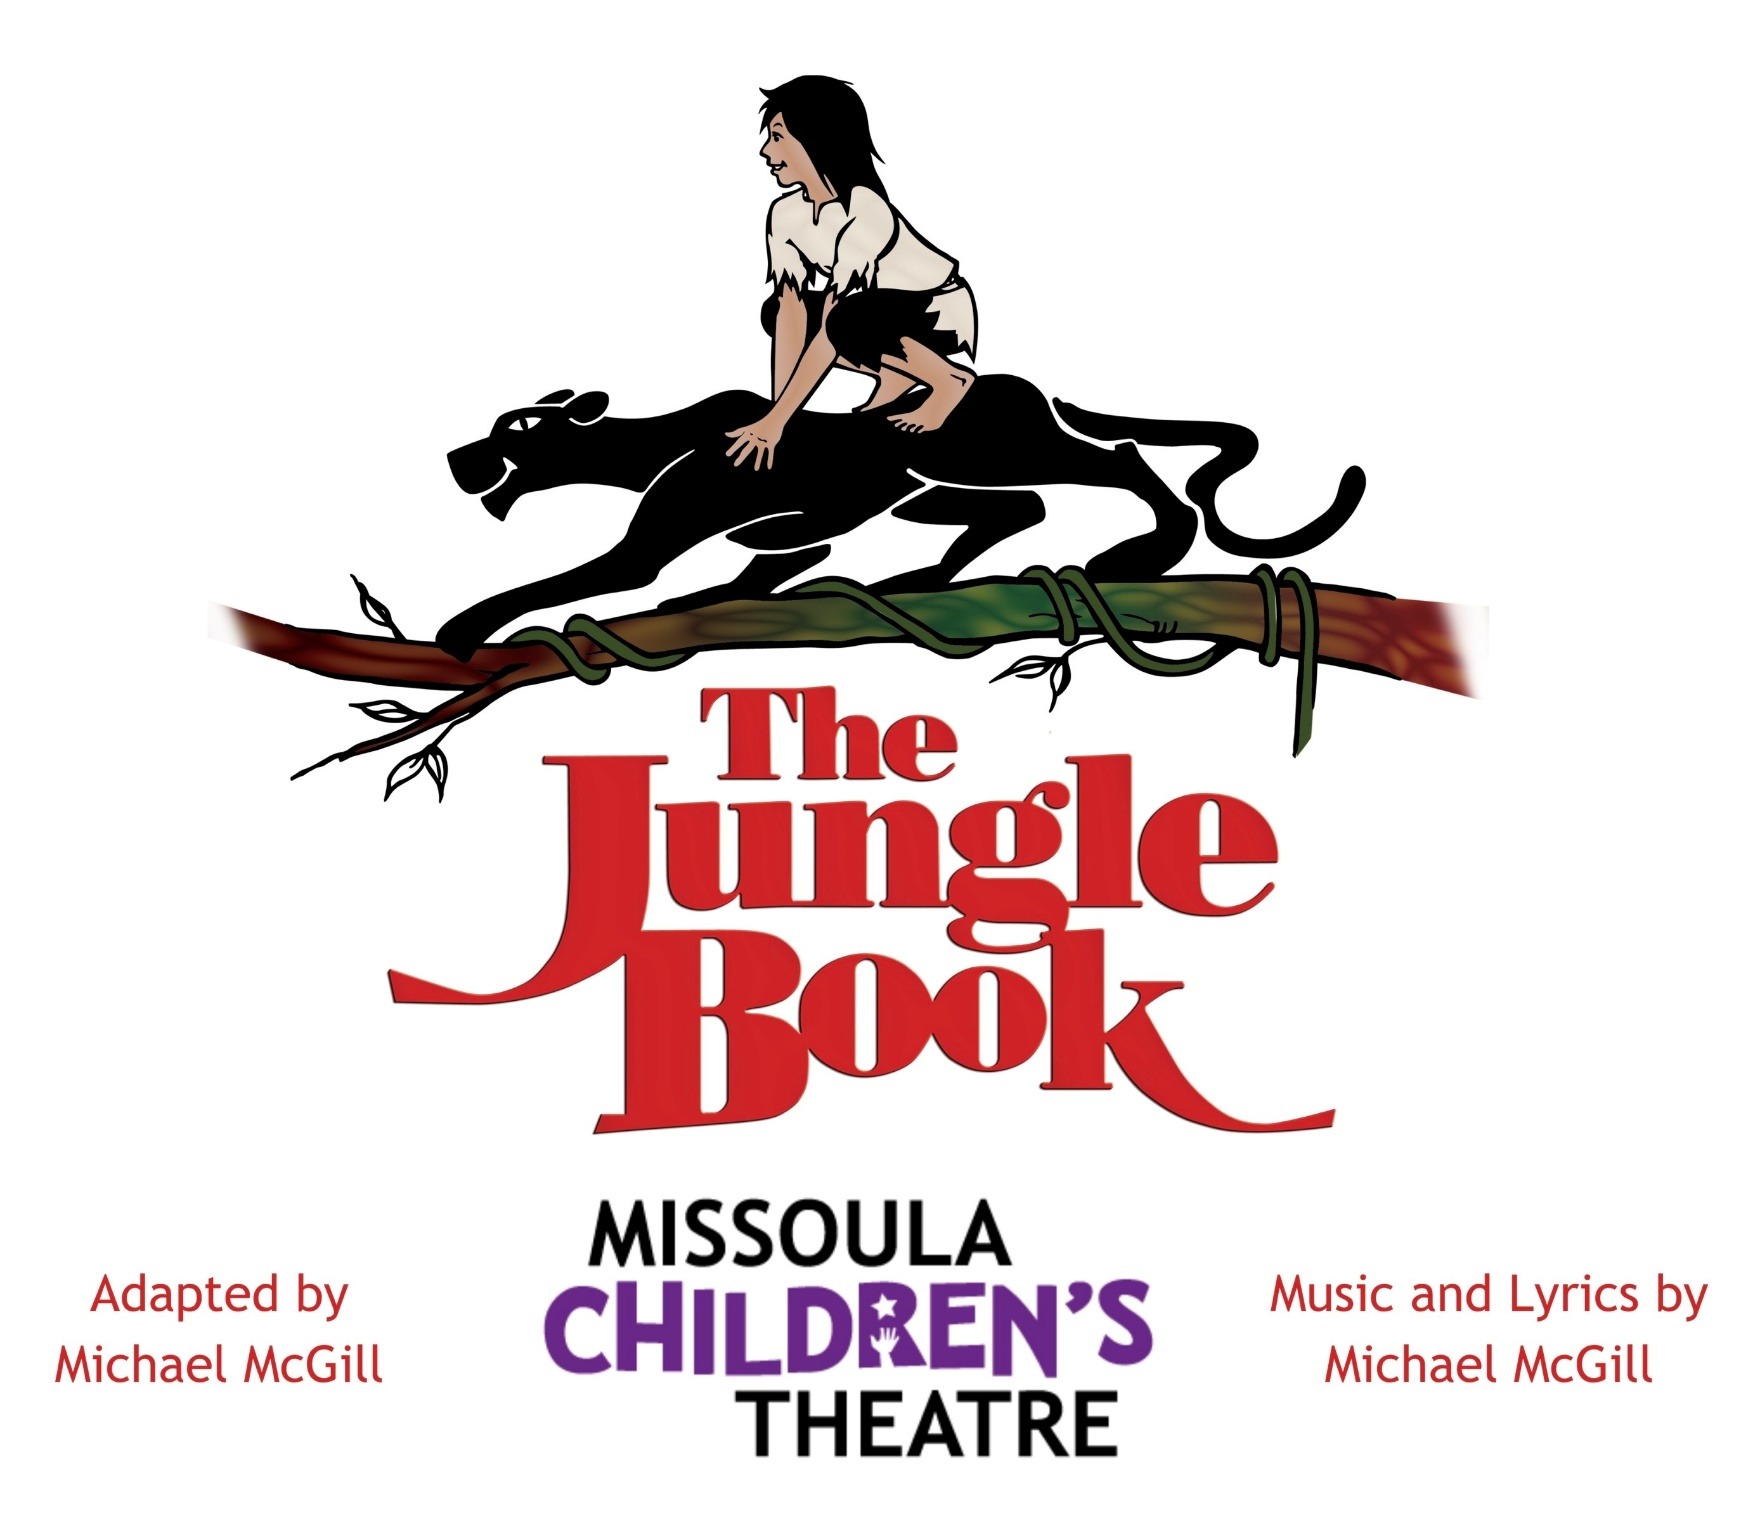 The
Jungle
Book
MISSOULA
CHILDREN'S
THEATRE
Adapted by
Michael McGill
Music and Lyrics by
Michael McGill